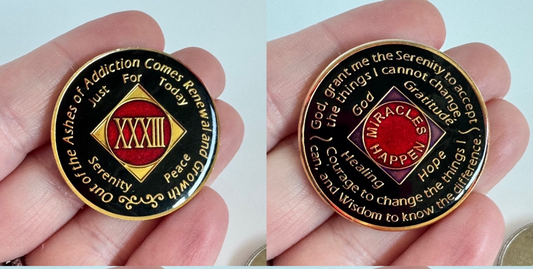 Out of the Ashes of Addiction Comes Renewal and Growth
Just For Today
XXXIII
Serenity
Peace
God, grant me the Serenity to accept
the things I cannot change,
God
Gratitude
MIRACLES
HAPPEN
Healing
Hope
Courage to change the things I
can, and Wisdom to know the difference.